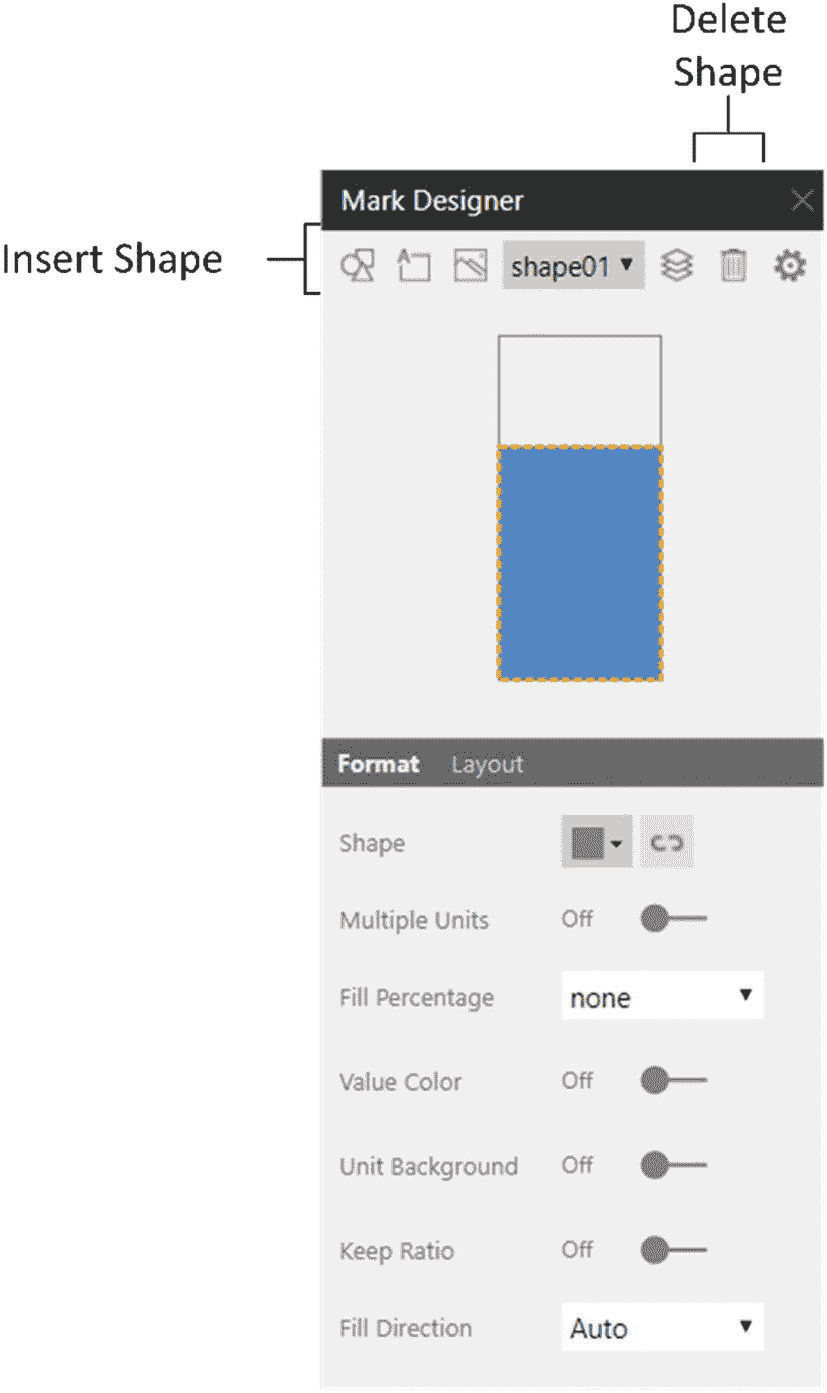 Delete
Shape
Mark Designer
Insert Shape
A
shape01
Format Layout
Shape
Multiple Units Off
Fill Percentage none
Value Color Off
Unit Background Off
Keep Ratio Off
Fill Direction Auto